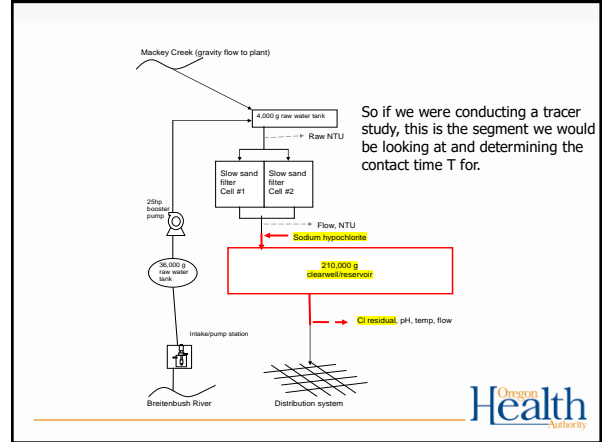 Mackey Creek (gravity flow to plant)
4,000 g raw water tank
Raw NTU
So if we were conducting a tracer
study, this is the segment we would
be looking at and determining the
contact time T for.
Slow sand
filter
Cell #1
Slow sand
filter
Cell #2
25hp
booster
pump
Flow, NTU
Sodium hypochlorite
36,000 g
raw water
tank
210,000 g
clearwell/reservoir
Cl residual, pH, temp, flow
Intake/pump station
Breitenbush River
Distribution system
Oregon
Health
Authority